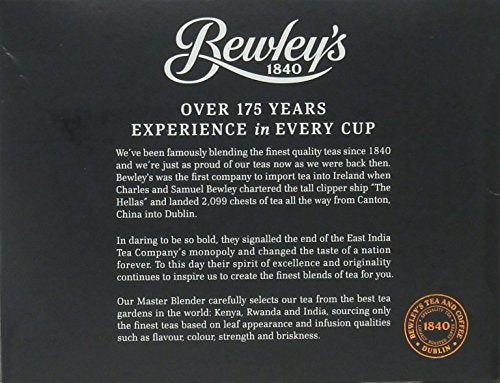 Bewley's
1840
OVER 175 YEARS
EXPERIENCE in EVERY CUP
We've been famously blending the finest quality teas since 1840
and we're just as proud of our teas now as we were back then.
Bewley's was the first company to import tea into Ireland when
Charles and Samuel Bewley chartered the tall clipper ship "The
Hellas" and landed 2,099 chests of tea all the way from Canton,
China into Dublin.
In daring to be so bold, they signalled the end of the East India
Tea Company's monopoly and changed the taste of a nation
forever. To this day their spirit of excellence and originality
continues to inspire us to create the finest blends of tea for you.
Our Master Blender carefully selects our tea from the best tea
gardens in the world: Kenya, Rwanda and India, sourcing only
the finest teas based on leaf appearance and infusion qualities
such as flavour, colour, strength and briskness.
BEWLEY'S TEA AND COFFEE
1840
DUBLIN